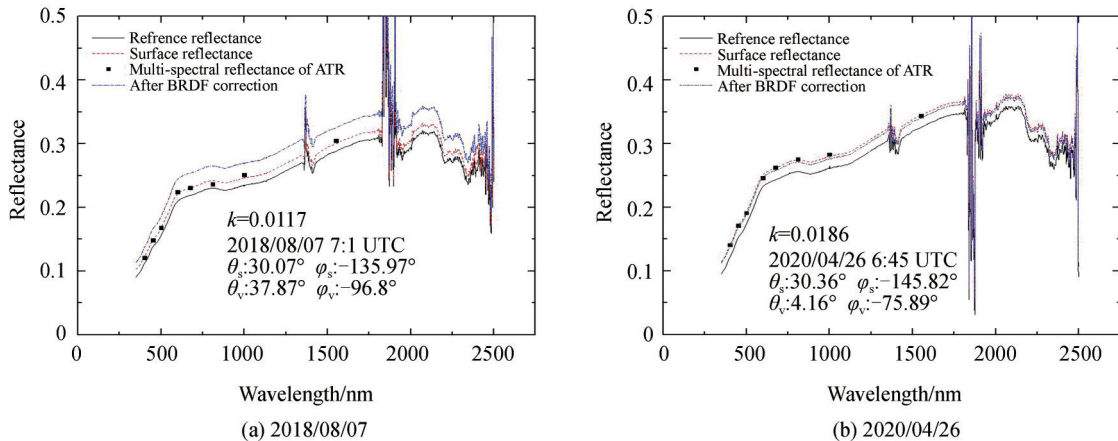 0.5
0.4
0.3
0.2
0.1
0
Reflectance
Refrence reflectance
Surface reflectance
Multi-spectral reflectance of ATR
After BRDF correction
k=0.0117
2018/08/07 7:1 UTC
θs:30.07° φs:−135.97°
θv:37.87° φv:−96.8°
500 1000 1500 2000 2500
Wavelength/nm
(a) 2018/08/07
0.5
0.4
0.3
0.2
0.1
0
Reflectance
Refrence reflectance
Surface reflectance
Multi-spectral reflectance of ATR
After BRDF correction
k=0.0186
2020/04/26 6:45 UTC
θs:30.36° φs:−145.82°
θv:4.16° φv:−75.89°
500 1000 1500 2000 2500
Wavelength/nm
(b) 2020/04/26